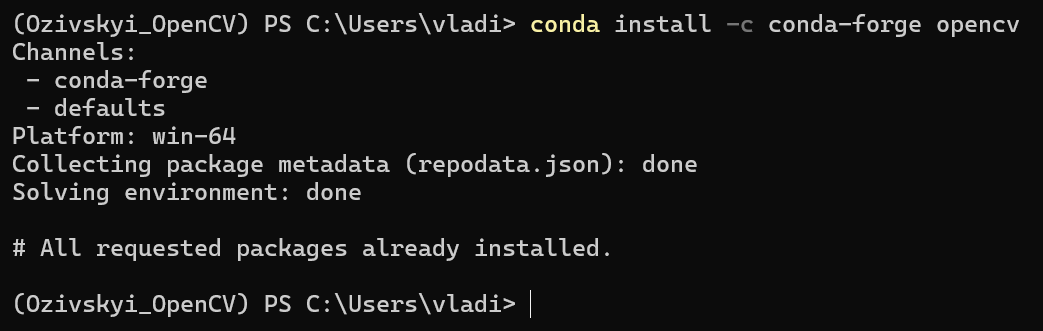 (Ozivskyi_OpenCV) PS C:\Users\vladi> conda install -c conda-forge opencv
Channels:
 - conda-forge
 - defaults
Platform: win-64
Collecting package metadata (repodata.json): done
Solving environment: done
# All requested packages already installed.
(Ozivskyi_OpenCV) PS C:\Users\vladi>